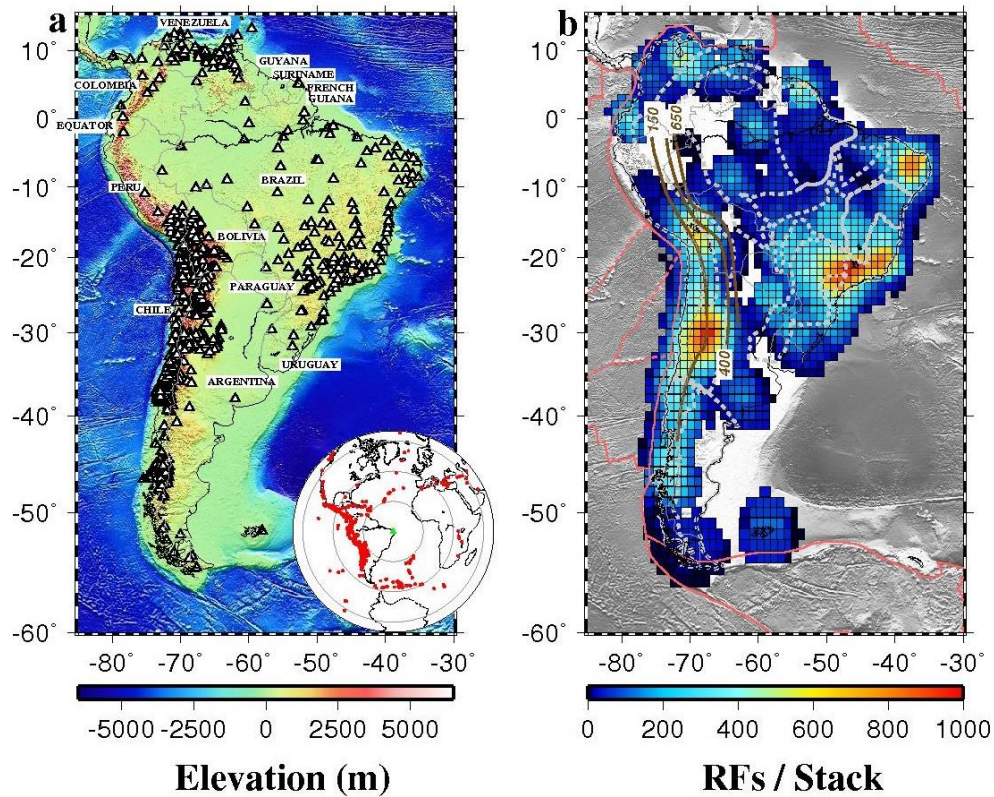 a
VENEZUELA
GUYANA
SURINAME
FRENCH
GUIANA
COLOMBIA
EQUATOR
PERU
BRAZIL
BOLIVIA
PARAGUAY
CHILE
URUGUAY
ARGENTINA
10°
0°
-10°
-20°
-30°
-40°
-50°
-60°
-80° -70° -60° -50° -40° -30°
-5000 -2500 0 2500 5000
Elevation (m)
b
150
650
400
10°
0°
-10°
-20°
-30°
-40°
-50°
-60°
-80° -70° -60° -50° -40° -30°
0 200 400 600 800 1000
RFs / Stack